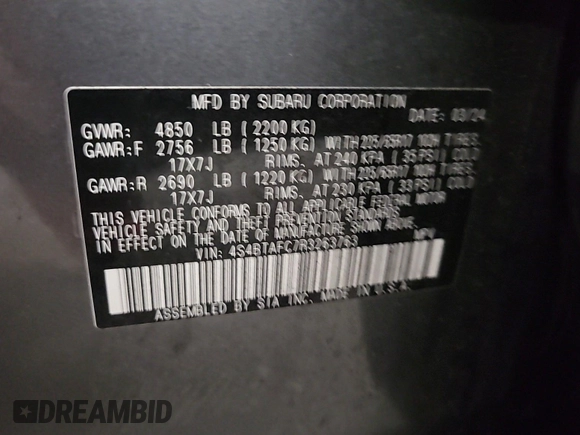 MFD BY SUBARU CORPORATION DATE: 03/24
GVWR: 4850 LB (2200 KG)
GAWR:F 2756 LB (1250 KG) WITH 225/65R17 100H TIRES.
17X7J RIMS. AT 240 KPA (35 PSI) COLD
GAWR:R 2690 LB (1220 KG) WITH 225/65R17 100H TIRES.
17X7J RIMS. AT 230 KPA (33 PSI) COLD
THIS VEHICLE CONFORMS TO ALL APPLICABLE FEDERAL MOTOR
VEHICLE SAFETY AND THEFT PREVENTION STANDARDS
IN EFFECT ON THE DATE OF MANUFACTURE SHOWN ABOVE.
VIN: 4S4BTAFC7R3263763 MPV
ASSEMBLED BY SIA INC. MADE IN U.S.A.
DREAMBID